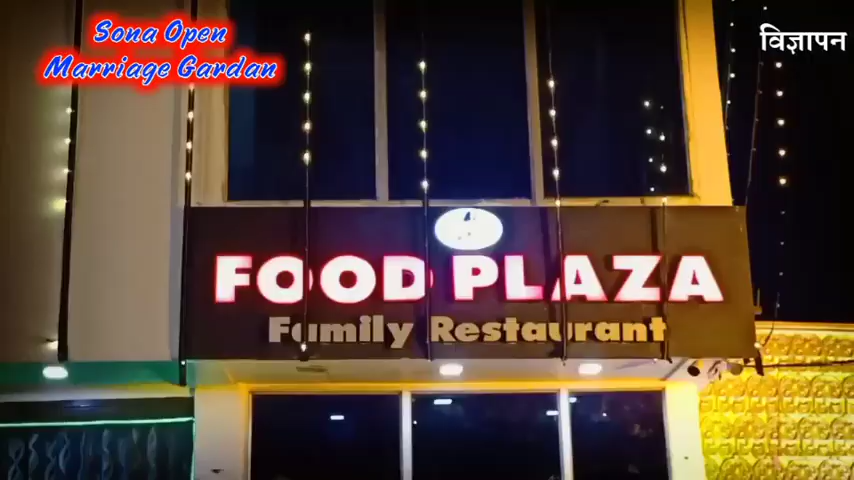 Sona Open
Marriage Gardan
विज्ञापन
FOOD PLAZA
Family Restaurant